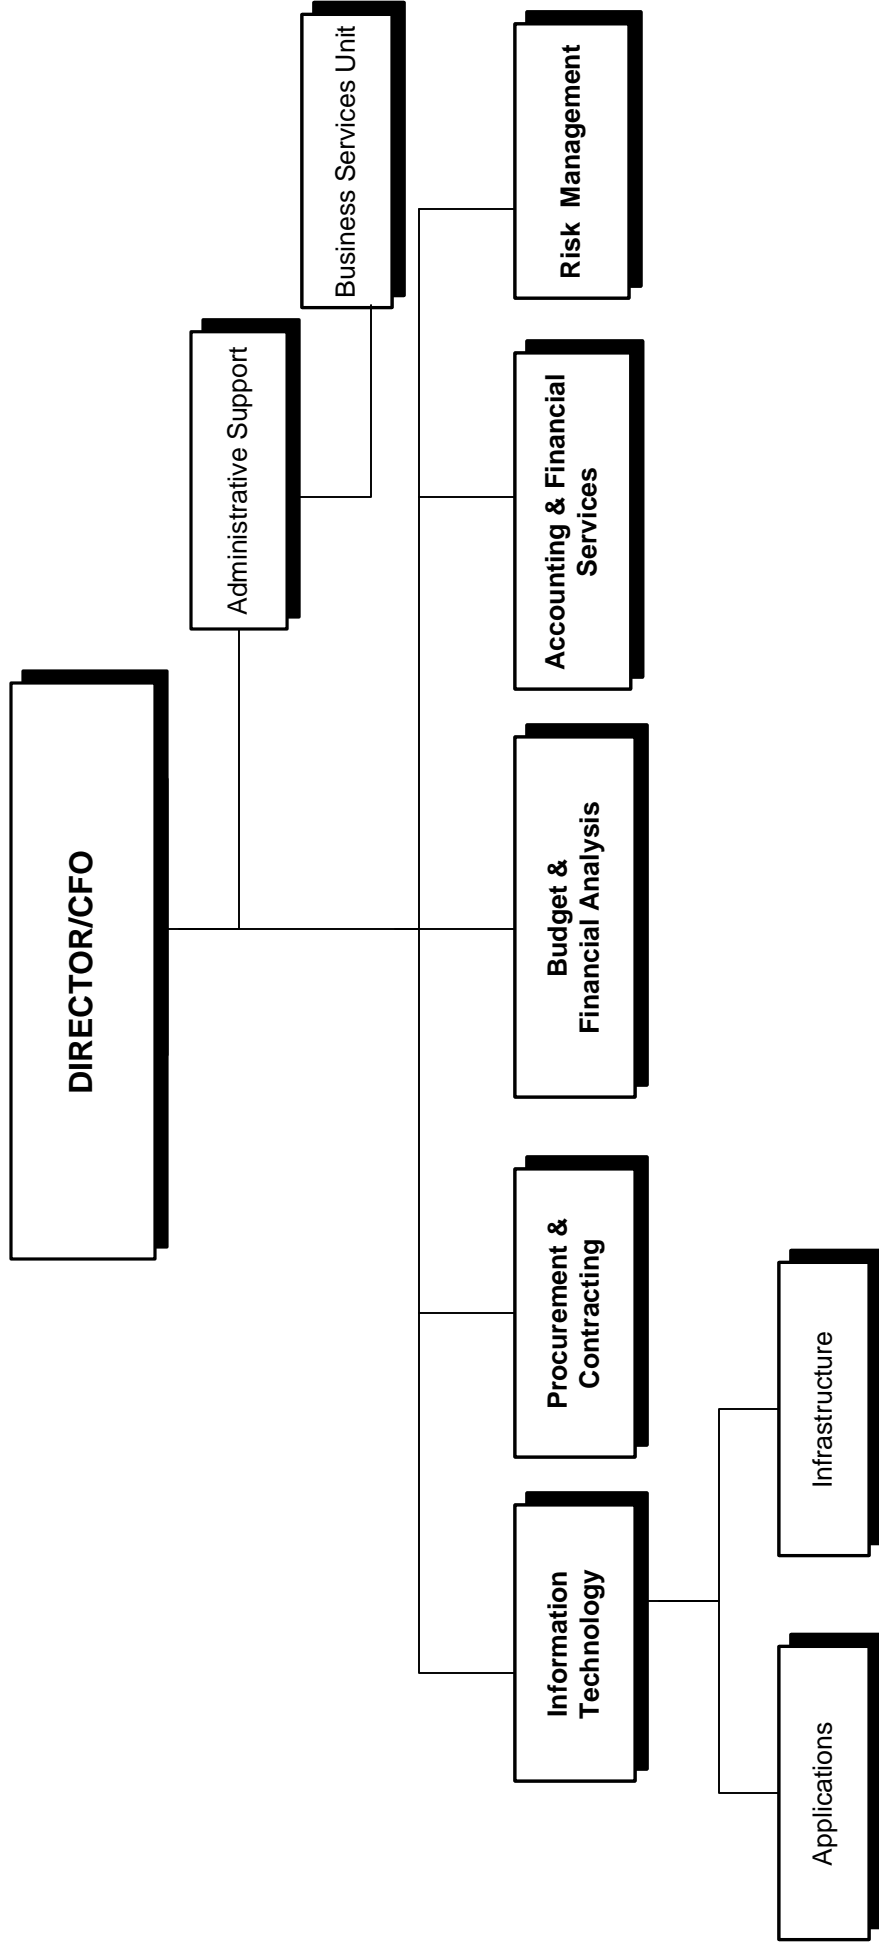 DIRECTOR/CFO
Administrative Support
Business Services Unit
Information
Technology
Procurement &
Contracting
Budget &
Financial Analysis
Accounting & Financial
Services
Risk Management
Applications
Infrastructure